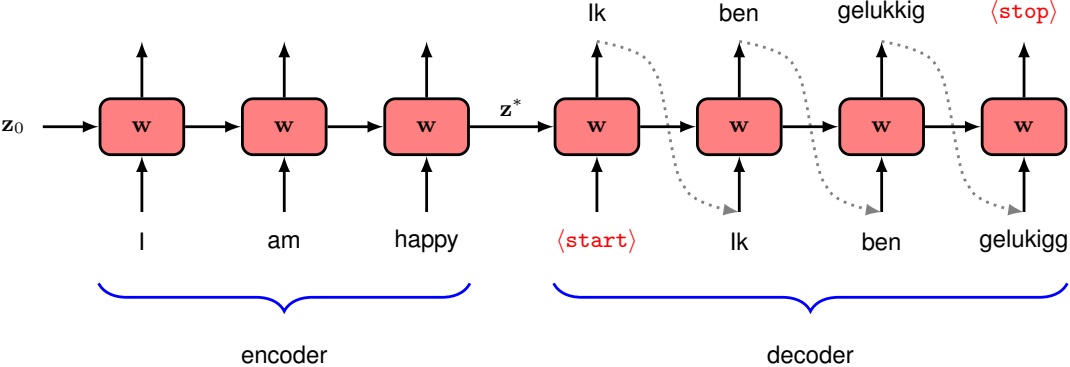 Ik ben gelukkig ⟨stop⟩
z₀ w w w z* w w w w
I am happy ⟨start⟩ Ik ben gelukigg
encoder decoder